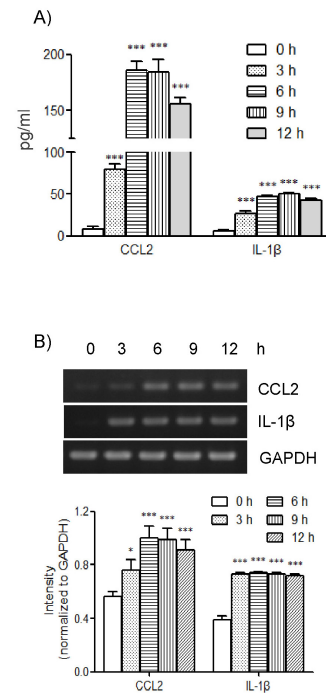 A)
200
150
100
50
0
pg/ml
*** ***
***
***
***
***
***
***
0 h
3 h
6 h
9 h
12 h
CCL2 IL-1β
B)
0 3 6 9 12 h
CCL2
IL-1β
GAPDH
0 h 6 h
3 h 9 h
12 h
1.2
0.8
0.4
0.0
Intensity
(normalized to GAPDH)
*
*** *** ***
*** *** *** ***
CCL2 IL-1β